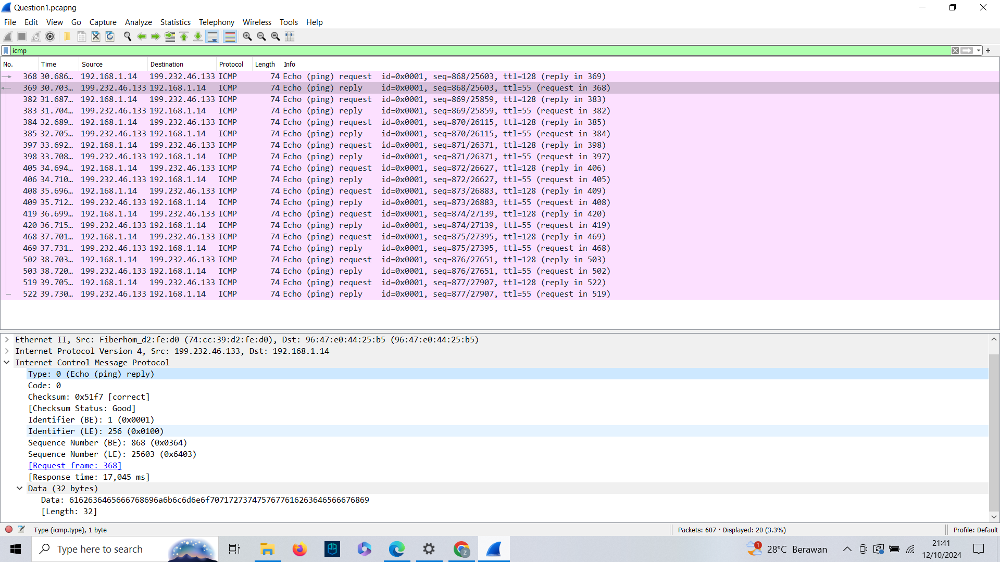 Question1.pcapng
File Edit View Go Capture Analyze Statistics Telephony Wireless Tools Help
icmp
No. Time Source Destination Protocol Length Info
368 30.686… 192.168.1.14 199.232.46.133 ICMP 74 Echo (ping) request id=0x0001, seq=868/25603, ttl=128 (reply in 369)
369 30.703… 199.232.46.133 192.168.1.14 ICMP 74 Echo (ping) reply id=0x0001, seq=868/25603, ttl=55 (request in 368)
382 31.687… 192.168.1.14 199.232.46.133 ICMP 74 Echo (ping) request id=0x0001, seq=869/25859, ttl=128 (reply in 383)
383 31.704… 199.232.46.133 192.168.1.14 ICMP 74 Echo (ping) reply id=0x0001, seq=869/25859, ttl=55 (request in 382)
384 32.689… 192.168.1.14 199.232.46.133 ICMP 74 Echo (ping) request id=0x0001, seq=870/26115, ttl=128 (reply in 385)
385 32.705… 199.232.46.133 192.168.1.14 ICMP 74 Echo (ping) reply id=0x0001, seq=870/26115, ttl=55 (request in 384)
397 33.692… 192.168.1.14 199.232.46.133 ICMP 74 Echo (ping) request id=0x0001, seq=871/26371, ttl=128 (reply in 398)
398 33.708… 199.232.46.133 192.168.1.14 ICMP 74 Echo (ping) reply id=0x0001, seq=871/26371, ttl=55 (request in 397)
405 34.694… 192.168.1.14 199.232.46.133 ICMP 74 Echo (ping) request id=0x0001, seq=872/26627, ttl=128 (reply in 406)
406 34.710… 199.232.46.133 192.168.1.14 ICMP 74 Echo (ping) reply id=0x0001, seq=872/26627, ttl=55 (request in 405)
408 35.696… 192.168.1.14 199.232.46.133 ICMP 74 Echo (ping) request id=0x0001, seq=873/26883, ttl=128 (reply in 409)
409 35.712… 199.232.46.133 192.168.1.14 ICMP 74 Echo (ping) reply id=0x0001, seq=873/26883, ttl=55 (request in 408)
419 36.699… 192.168.1.14 199.232.46.133 ICMP 74 Echo (ping) request id=0x0001, seq=874/27139, ttl=128 (reply in 420)
420 36.715… 199.232.46.133 192.168.1.14 ICMP 74 Echo (ping) reply id=0x0001, seq=874/27139, ttl=55 (request in 419)
468 37.701… 192.168.1.14 199.232.46.133 ICMP 74 Echo (ping) request id=0x0001, seq=875/27395, ttl=128 (reply in 469)
469 37.731… 199.232.46.133 192.168.1.14 ICMP 74 Echo (ping) reply id=0x0001, seq=875/27395, ttl=55 (request in 468)
502 38.703… 192.168.1.14 199.232.46.133 ICMP 74 Echo (ping) request id=0x0001, seq=876/27651, ttl=128 (reply in 503)
503 38.720… 199.232.46.133 192.168.1.14 ICMP 74 Echo (ping) reply id=0x0001, seq=876/27651, ttl=55 (request in 502)
519 39.705… 192.168.1.14 199.232.46.133 ICMP 74 Echo (ping) request id=0x0001, seq=877/27907, ttl=128 (reply in 522)
522 39.730… 199.232.46.133 192.168.1.14 ICMP 74 Echo (ping) reply id=0x0001, seq=877/27907, ttl=55 (request in 519)
Ethernet II, Src: Fiberhom_d2:fe:d0 (74:cc:39:d2:fe:d0), Dst: 96:47:e0:44:25:b5 (96:47:e0:44:25:b5)
Internet Protocol Version 4, Src: 199.232.46.133, Dst: 192.168.1.14
Internet Control Message Protocol
Type: 0 (Echo (ping) reply)
Code: 0
Checksum: 0x51f7 [correct]
[Checksum Status: Good]
Identifier (BE): 1 (0x0001)
Identifier (LE): 256 (0x0100)
Sequence Number (BE): 868 (0x0364)
Sequence Number (LE): 25603 (0x6403)
[Request frame: 368]
[Response time: 17,045 ms]
Data (32 bytes)
Data: 6162636465666768696a6b6c6d6e6f7071727374757677616263646566676869
[Length: 32]
Type (icmp.type), 1 byte
Packets: 607 · Displayed: 20 (3.3%)
Profile: Default
Type here to search
1
28°C Berawan
21:41
12/10/2024